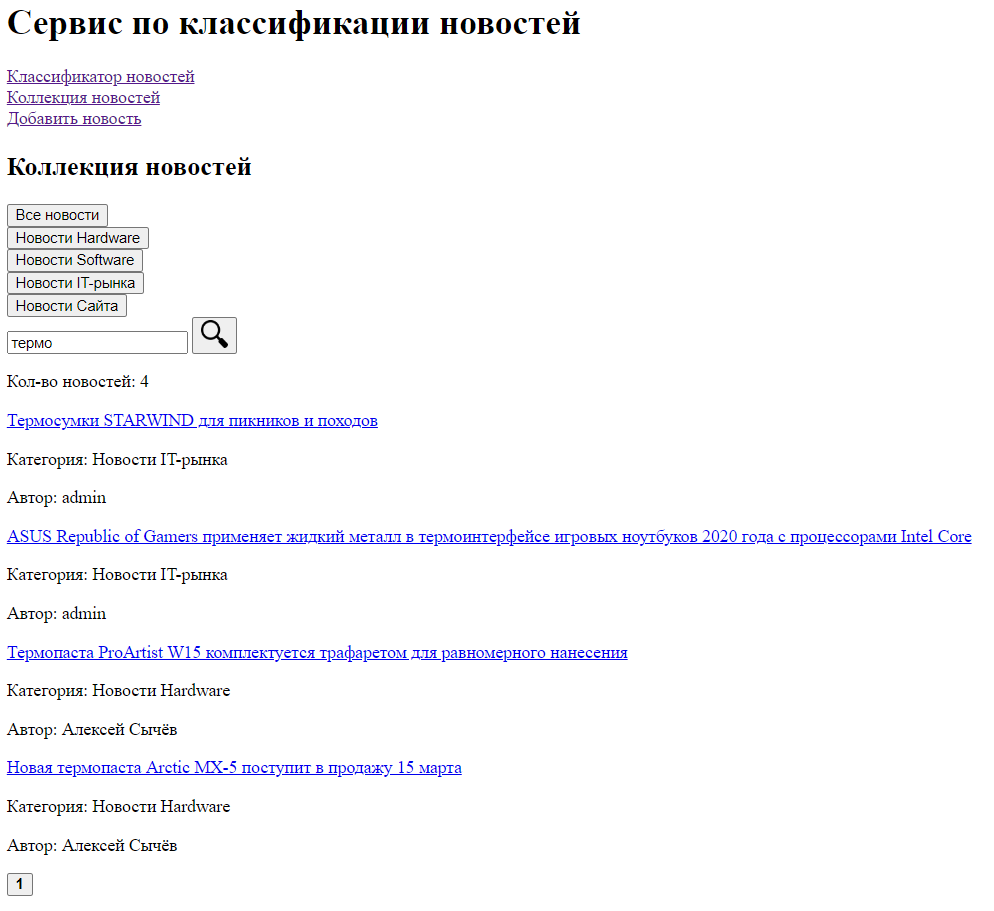 Сервис по классификации новостей
Классификатор новостей
Коллекция новостей
Добавить новость
Коллекция новостей
Все новости
Новости Hardware
Новости Software
Новости IT-рынка
Новости Сайта
термо
Кол-во новостей: 4
Термосумки STARWIND для пикников и походов
Категория: Новости IT-рынка
Автор: admin
ASUS Republic of Gamers применяет жидкий металл в термоинтерфейсе игровых ноутбуков 2020 года с процессорами Intel Core
Категория: Новости IT-рынка
Автор: admin
Термопаста ProArtist W15 комплектуется трафаретом для равномерного нанесения
Категория: Новости Hardware
Автор: Алексей Сычёв
Новая термопаста Arctic MX-5 поступит в продажу 15 марта
Категория: Новости Hardware
Автор: Алексей Сычёв
1